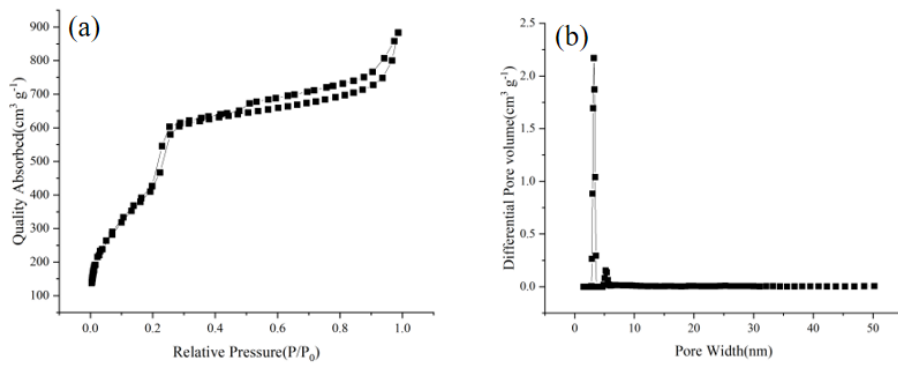 (a)
900
800
700
600
500
400
300
200
100
0.0 0.2 0.4 0.6 0.8 1.0
Quality Absorbed(cm³ g⁻¹)
Relative Pressure(P/P₀)
(b)
2.5
2.0
1.5
1.0
0.5
0.0
0 10 20 30 40 50
Differential Pore volume(cm³ g⁻¹)
Pore Width(nm)